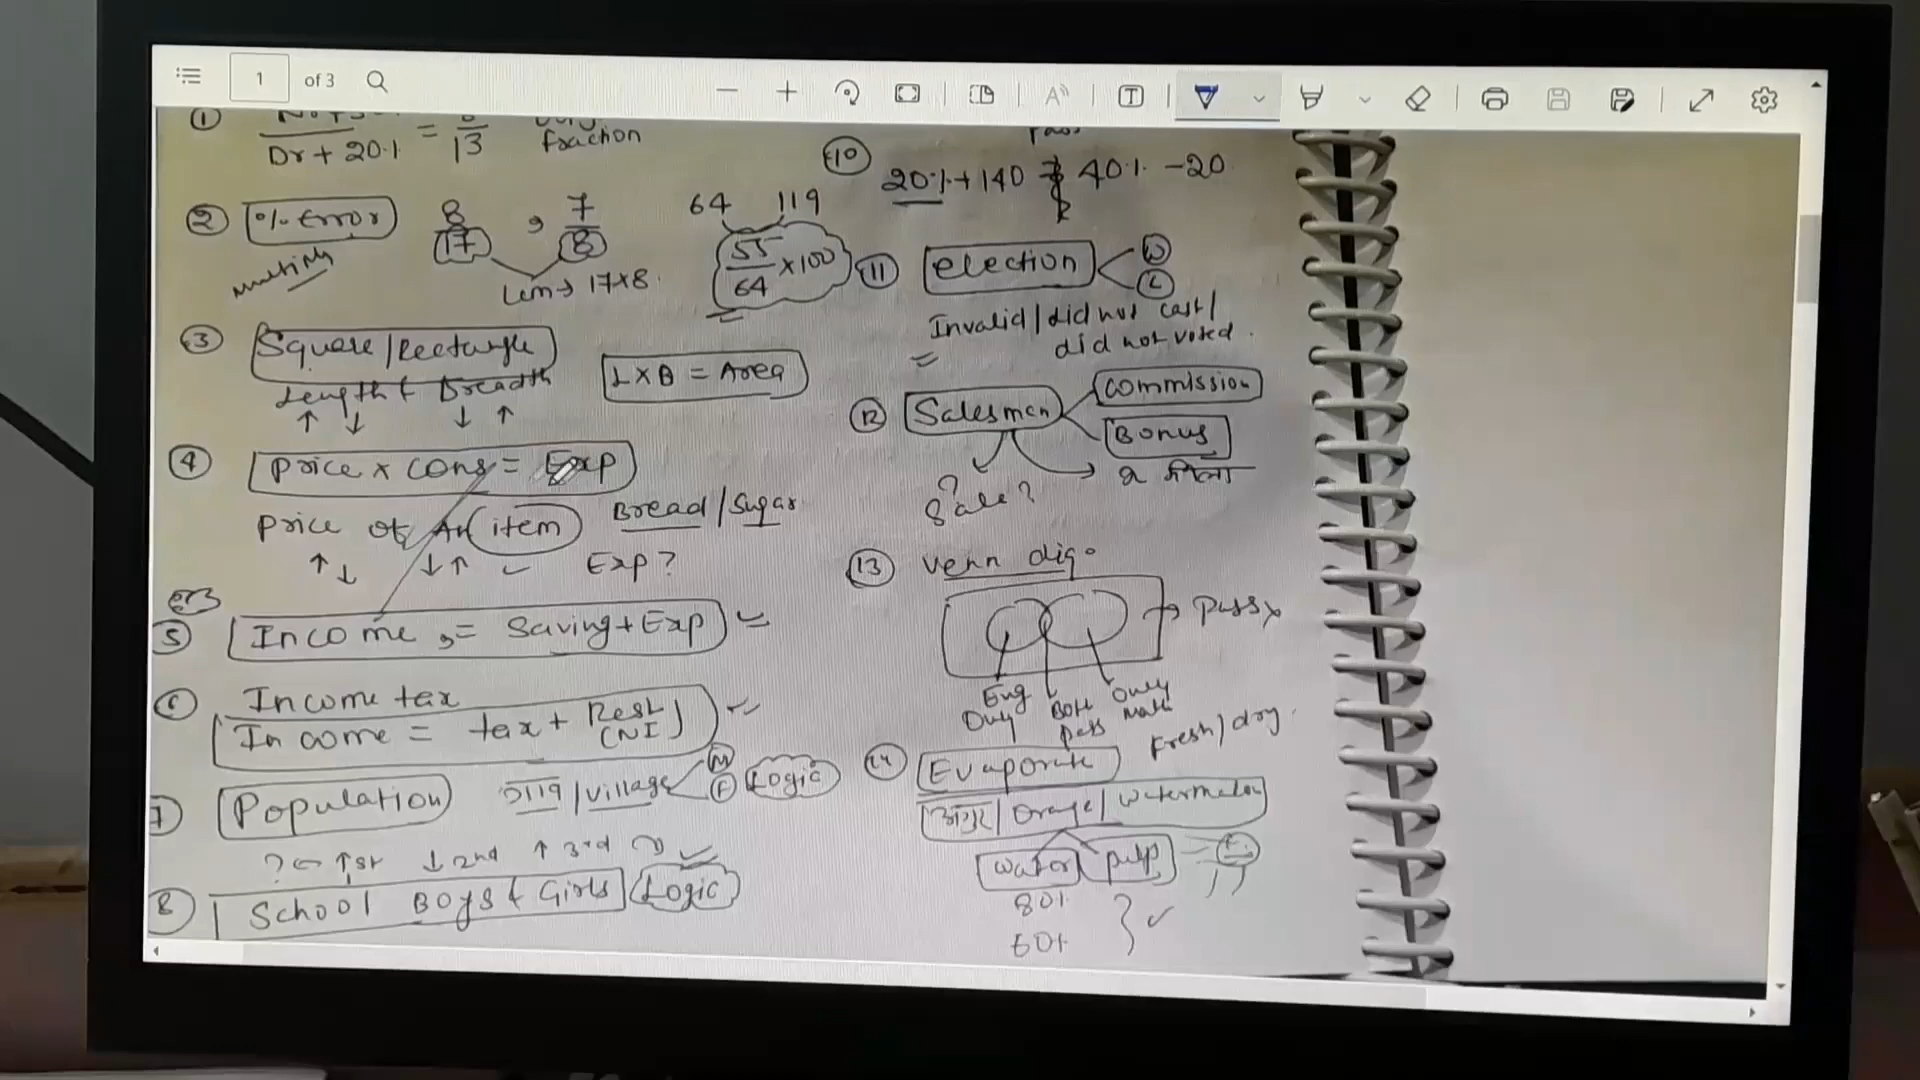 1 of 3
①
Dr + 20% = /13 fraction
② % Error 8/17 , 7/8 64 119
multiply
Lcm → 17×8
55/64 ×100
③ Square/Rectangle
Length & Breadth
↑ ↓ ↓ ↑
L×B = Area
④ Price × Cons = Exp
Price of An item Bread/Sugar
↑ ↓ ↓ ↑ Exp?
5 Income = Saving + Exp
6 Income tax
Income = tax + Rest (NI)
7 Population /Village M F Logic
? ← ↑ 1st ↓ 2nd ↑ 3rd
8 School Boys & Girls Logic
⑩ 20% + 140 40% - 20
⑪ election W L
Invalid/did not cast/
did not voted.
⑫ Salesman Commission
Bonus
Sale?
⑬ Venn dig.
Pass ×
Eng Only Both Pass Only Math
14 Evaporate Fresh/dry
अंगूर/Orange/Watermelon
Water Pulp
80%
60%